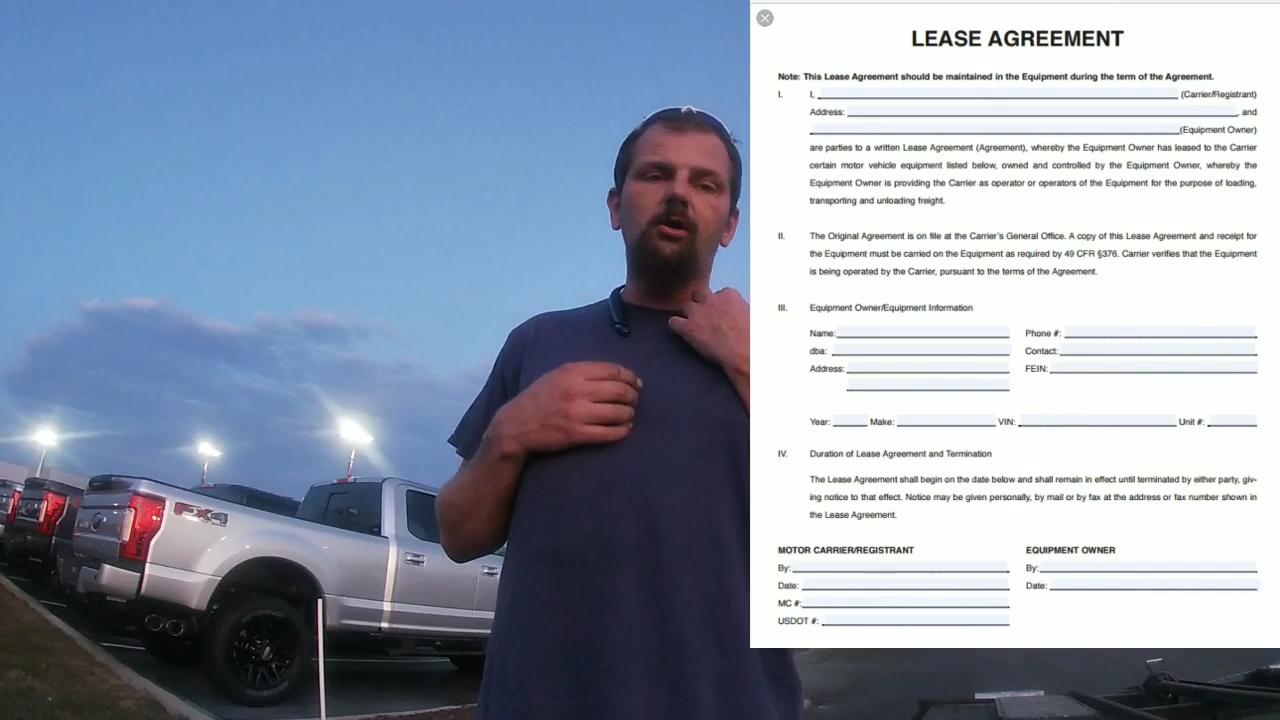 LEASE AGREEMENT
Note: This Lease Agreement should be maintained in the Equipment during the term of the Agreement.
I. I, (Carrier/Registrant)
Address: , and
(Equipment Owner)
are parties to a written Lease Agreement (Agreement), whereby the Equipment Owner has leased to the Carrier
certain motor vehicle equipment listed below, owned and controlled by the Equipment Owner, whereby the
Equipment Owner is providing the Carrier as operator or operators of the Equipment for the purpose of loading,
transporting and unloading freight.
II. The Original Agreement is on file at the Carrier's General Office. A copy of this Lease Agreement and receipt for
the Equipment must be carried on the Equipment as required by 49 CFR §376. Carrier verifies that the Equipment
is being operated by the Carrier, pursuant to the terms of the Agreement.
III. Equipment Owner/Equipment Information
Name: Phone #:
dba: Contact:
Address: FEIN:
Year: Make: VIN: Unit #:
IV. Duration of Lease Agreement and Termination
The Lease Agreement shall begin on the date below and shall remain in effect until terminated by either party, giv-
ing notice to that effect. Notice may be given personally, by mail or by fax at the address or fax number shown in
the Lease Agreement.
MOTOR CARRIER/REGISTRANT EQUIPMENT OWNER
By: By:
Date: Date:
MC #:
USDOT #:
FX4